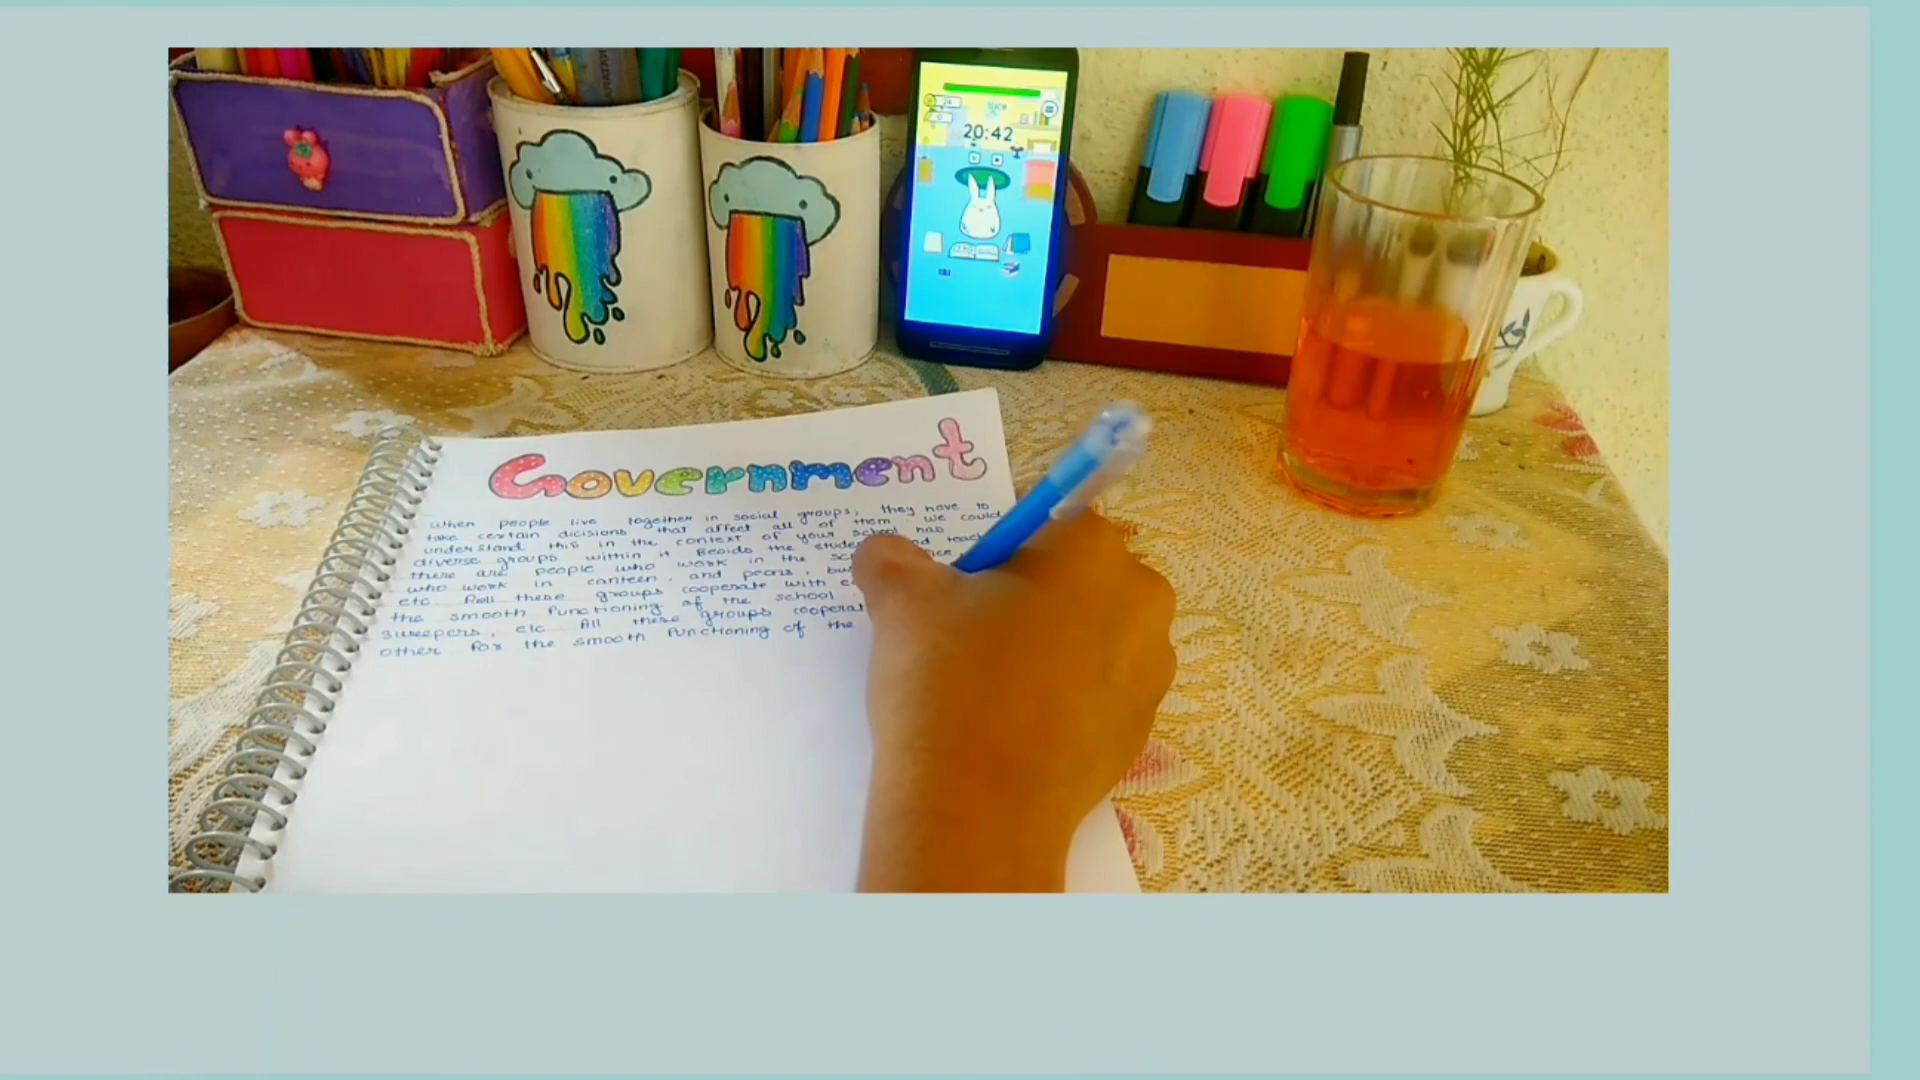 20:42
Government
When people live together in social groups, they have to
take certain dicisions that affect all of them. We could
understand this in the context of your school has
diverse groups within it Besids the and
there are people who work in the
who work in canteen, and peons,
etc Roll these groups cooperate with
the smooth functioning of the school
sweepers, etc All these groups
other for the smooth functioning of the